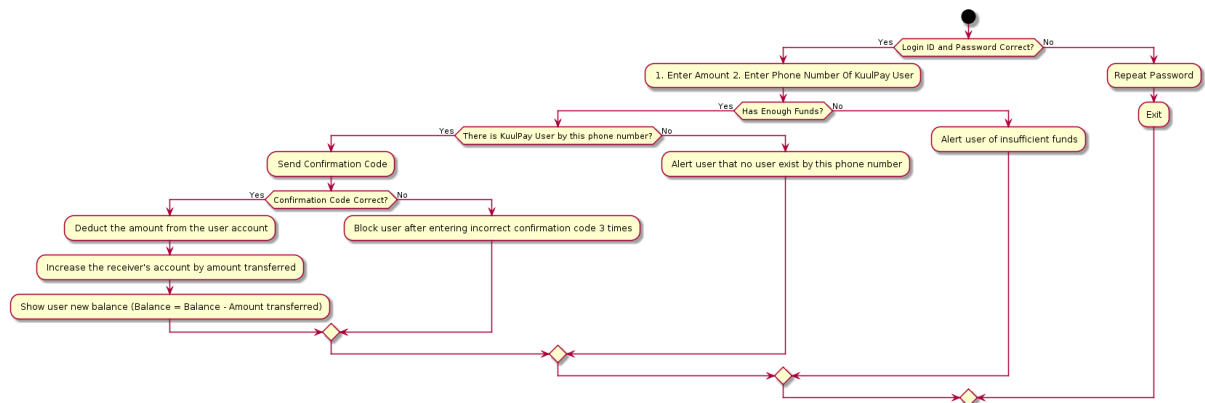 Yes
Login ID and Password Correct?
No
1. Enter Amount 2. Enter Phone Number Of KuulPay User
Repeat Password
Yes
Has Enough Funds?
No
Exit
Yes
There is KuulPay User by this phone number?
No
Alert user of insufficient funds
Send Confirmation Code
Alert user that no user exist by this phone number
Yes
Confirmation Code Correct?
No
Deduct the amount from the user account
Block user after entering incorrect confirmation code 3 times
Increase the receiver's account by amount transferred
Show user new balance (Balance = Balance - Amount transferred)